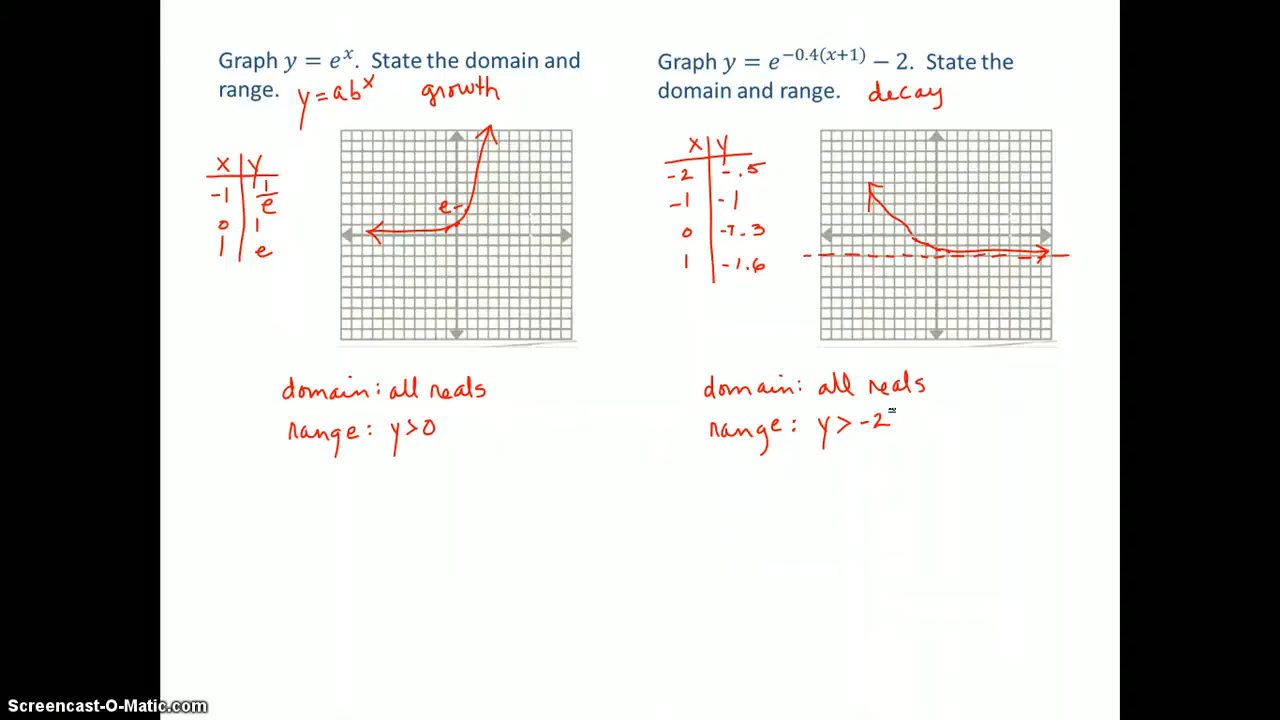 Graph y = e^x. State the domain and
range. y = ab^x growth
x | y
-1 | 1/e
0 | 1
1 | e
e-
domain: all reals
range: y > 0
Graph y = e^−0.4(x+1) − 2. State the
domain and range. decay
x | y
-2 | -.5
-1 | -1
0 | -1.3
1 | -1.6
domain: all reals
range: y > -2
Screencast-O-Matic.com